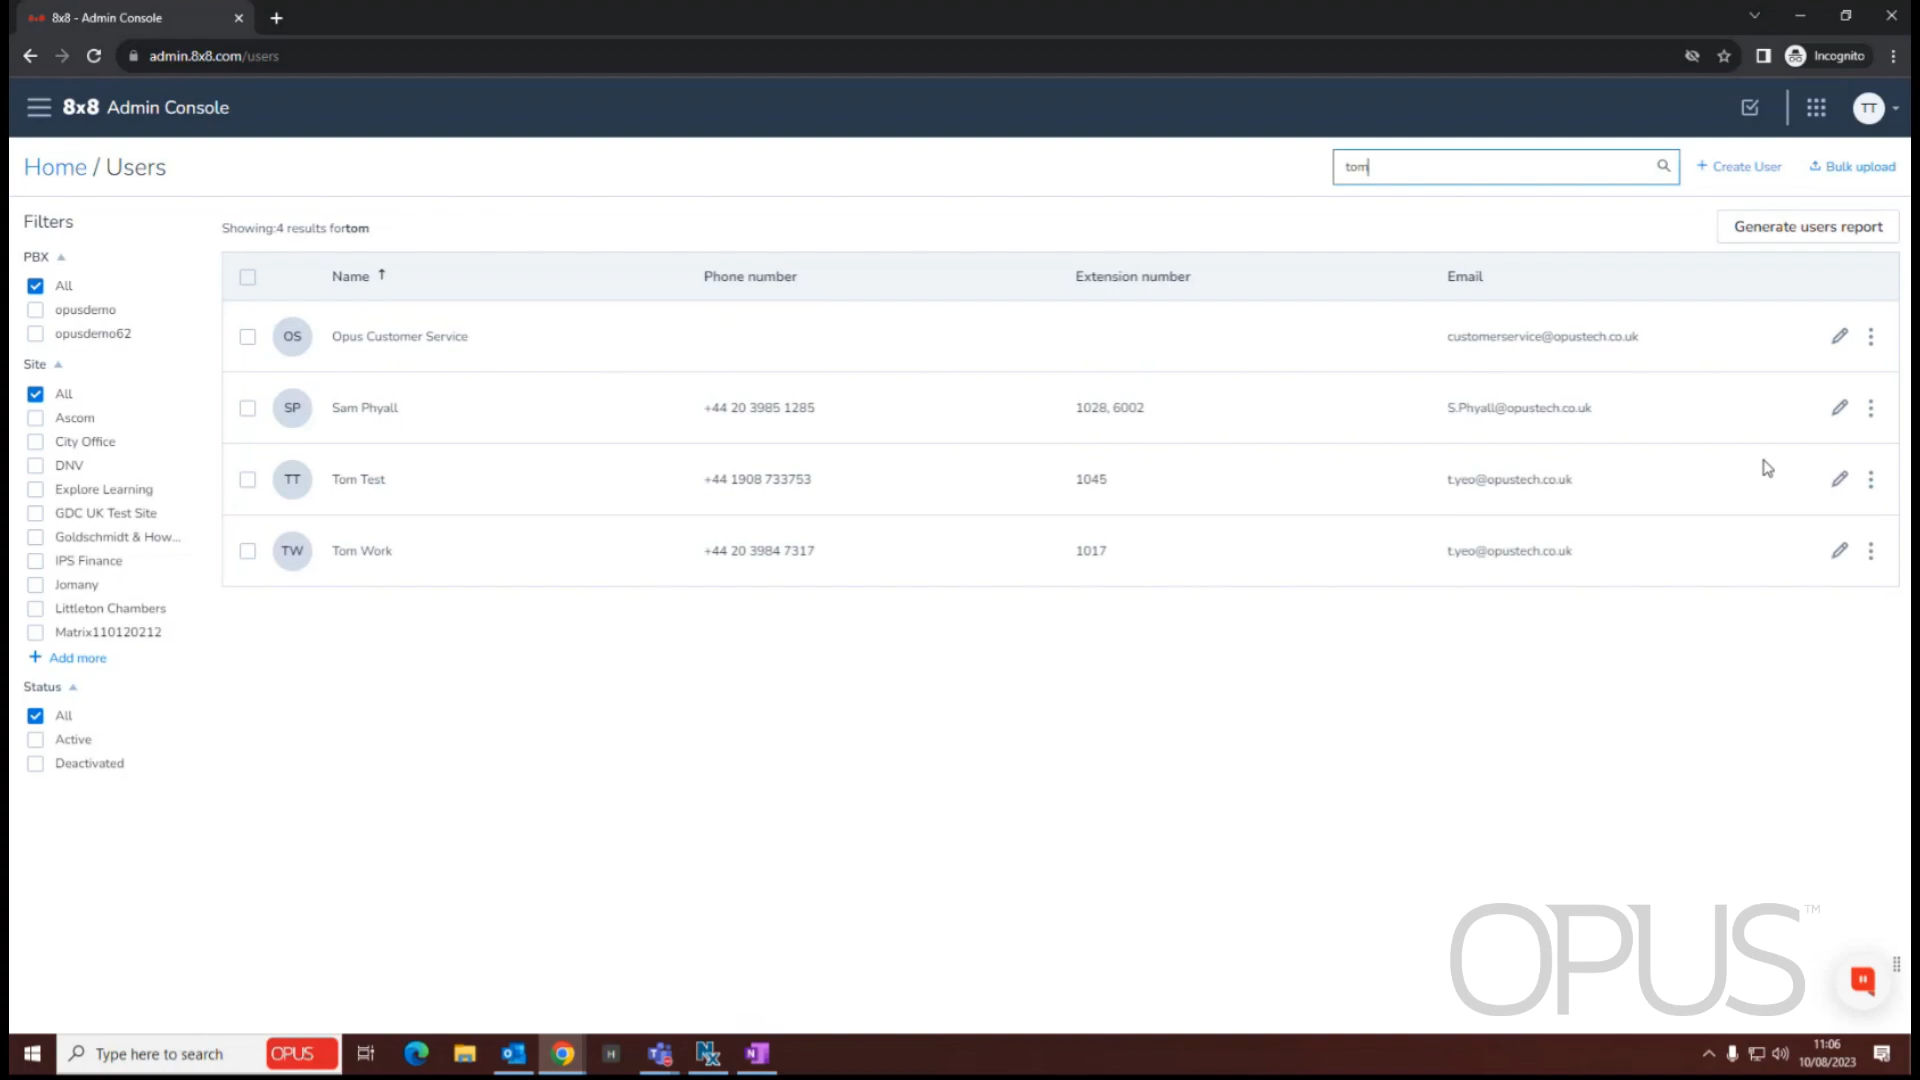 8x8 - Admin Console
admin.8x8.com/users
Incognito
8x8 Admin Console
TT
Home / Users
tom
+ Create User
Bulk upload
Filters
Showing:4 results fortom
Generate users report
PBX
All
opusdemo
opusdemo62
Site
All
Ascom
City Office
DNV
Explore Learning
GDC UK Test Site
Goldschmidt & How...
IPS Finance
Jomany
Littleton Chambers
Matrix110120212
+ Add more
Status
All
Active
Deactivated
Name ↑ Phone number Extension number Email
OS Opus Customer Service customerservice@opustech.co.uk
SP Sam Phyall +44 20 3985 1285 1028, 6002 S.Phyall@opustech.co.uk
TT Tom Test +44 1908 733753 1045 t.yeo@opustech.co.uk
TW Tom Work +44 20 3984 7317 1017 t.yeo@opustech.co.uk
OPUS™
Type here to search
OPUS
H
N
11:06
10/08/2023